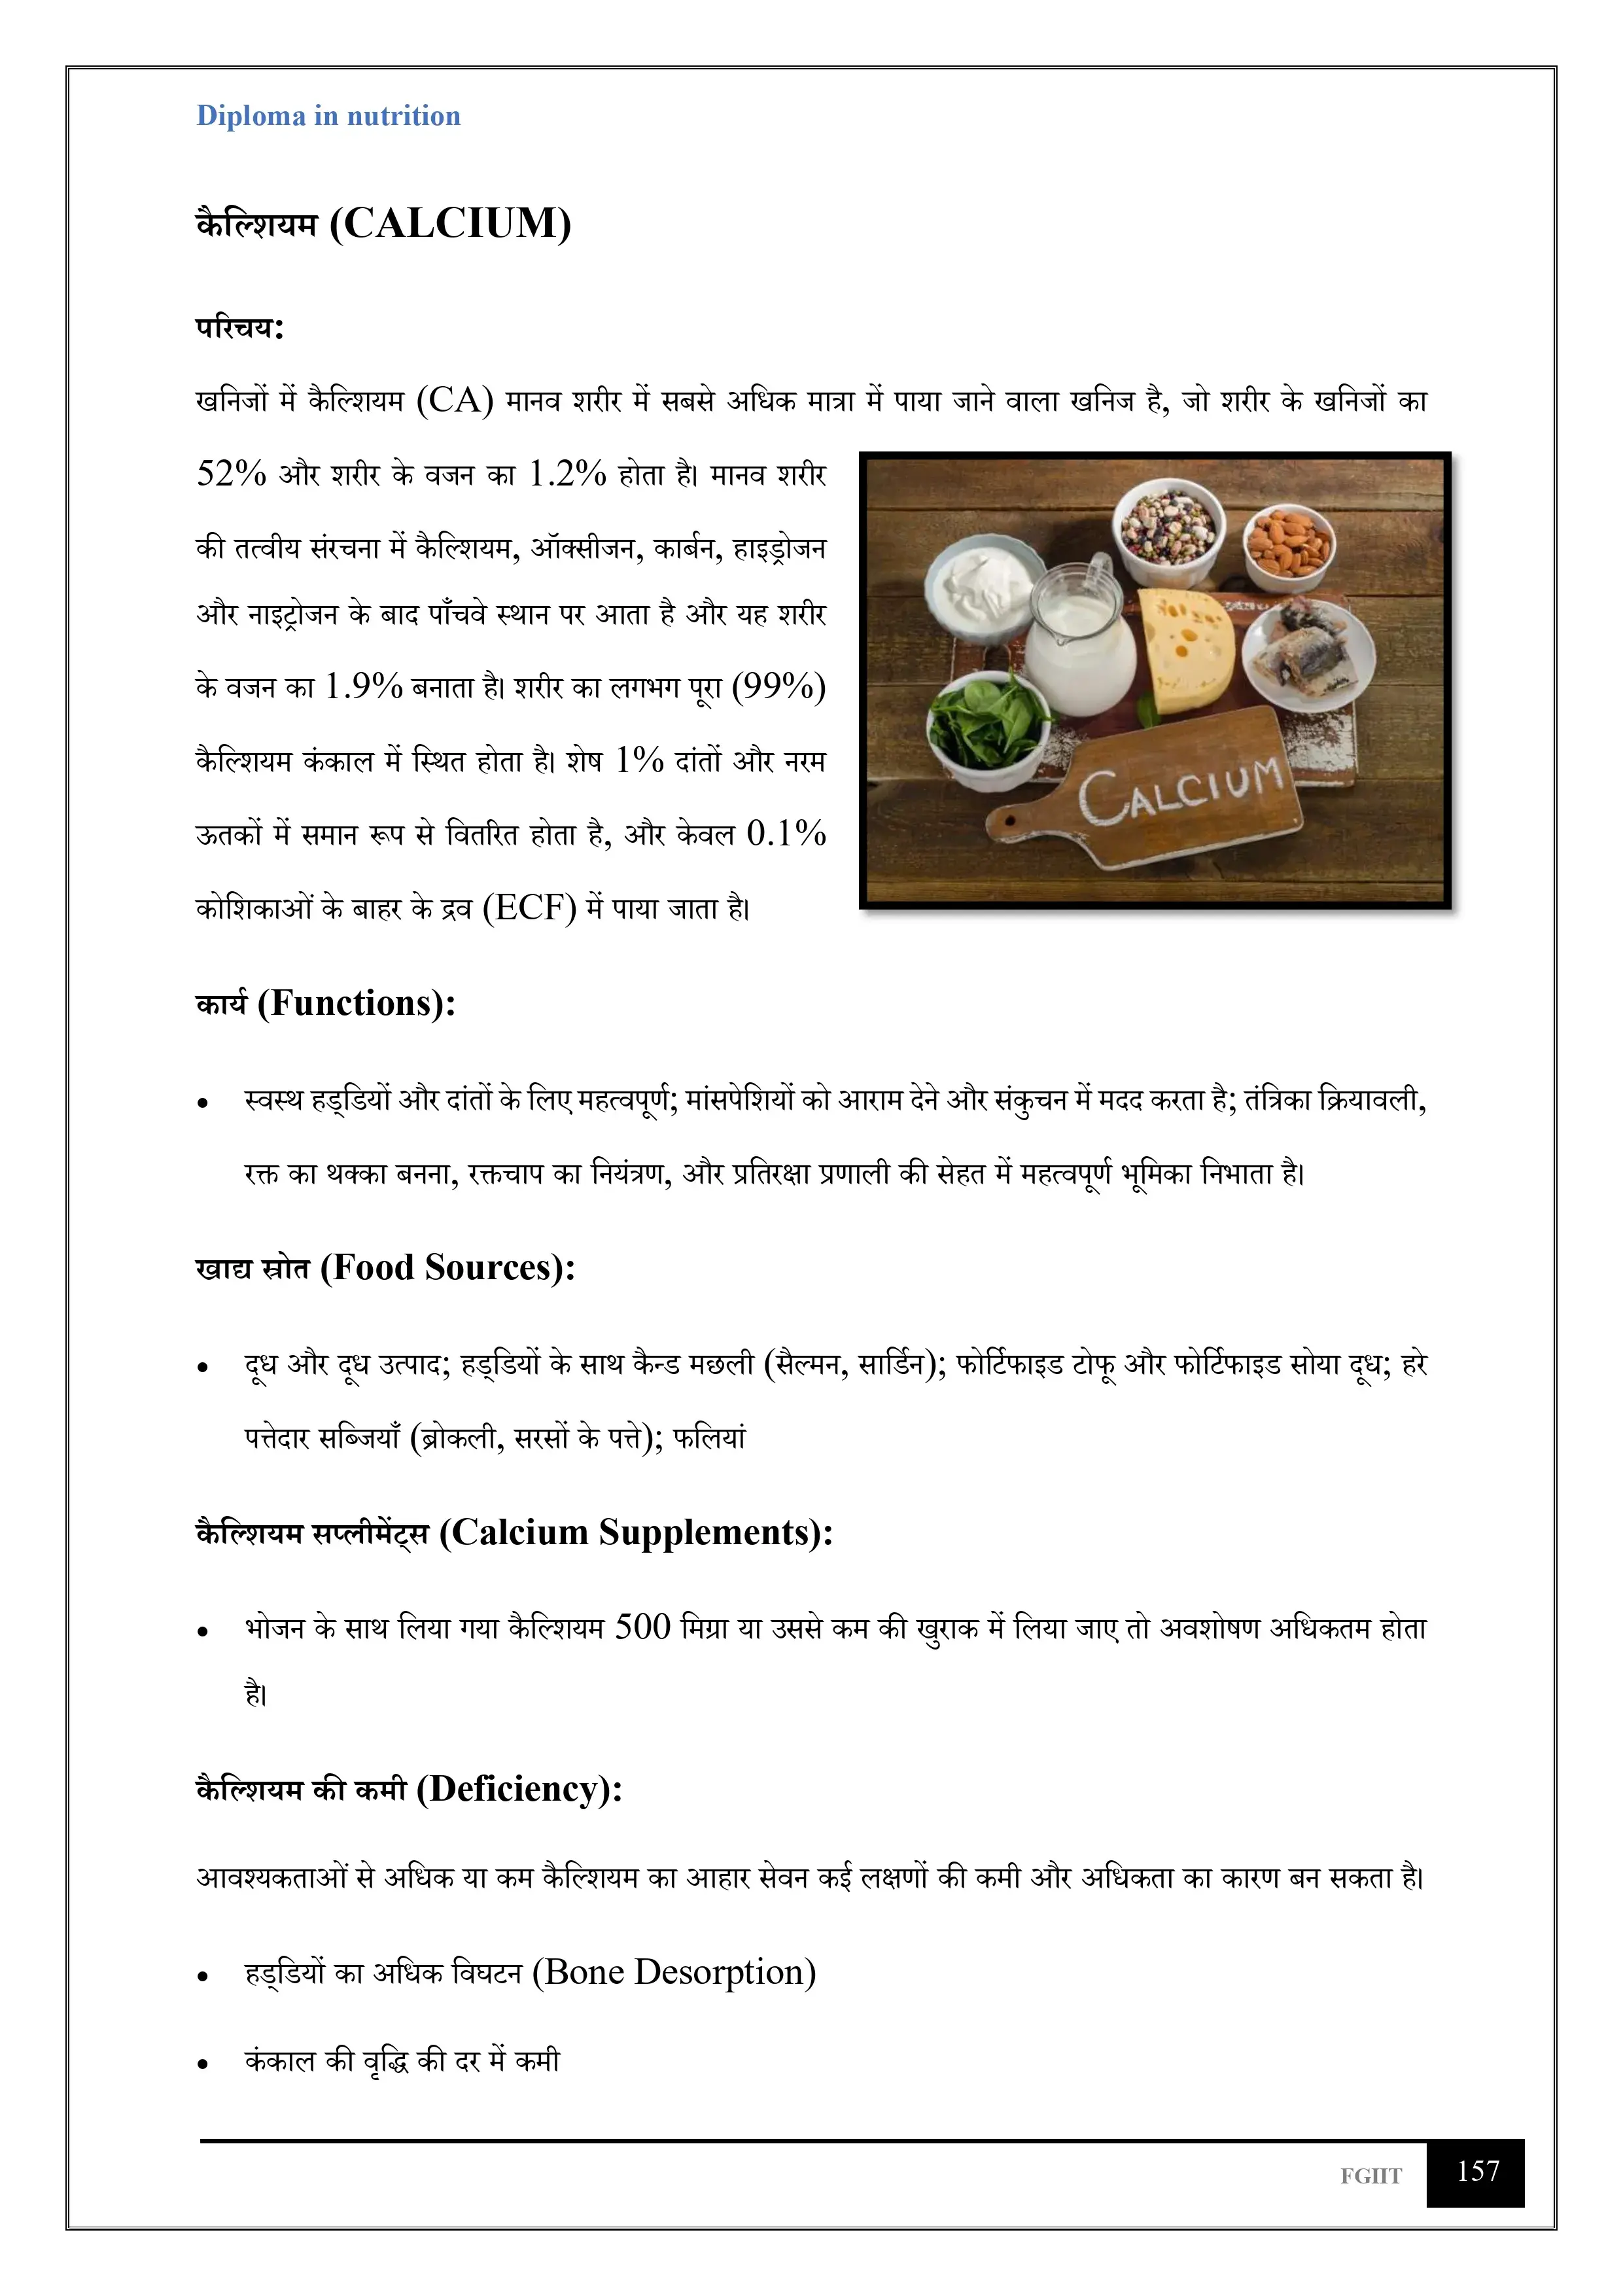 Diploma in nutrition
कैल्शियम (CALCIUM)
परिचय:
खनिजों में कैल्शियम (CA) मानव शरीर में सबसे अधिक मात्रा में पाया जाने वाला खनिज है, जो शरीर के खनिजों का
52% और शरीर के वजन का 1.2% होता है। मानव शरीर
की तत्वीय संरचना में कैल्शियम, ऑक्सीजन, कार्बन, हाइड्रोजन
और नाइट्रोजन के बाद पाँचवे स्थान पर आता है और यह शरीर
के वजन का 1.9% बनाता है। शरीर का लगभग पूरा (99%)
कैल्शियम कंकाल में स्थित होता है। शेष 1% दांतों और नरम
ऊतकों में समान रूप से वितरित होता है, और केवल 0.1%
कोशिकाओं के बाहर के द्रव (ECF) में पाया जाता है।
CALCIUM
कार्य (Functions):
• स्वस्थ हड्डियों और दांतों के लिए महत्वपूर्ण; मांसपेशियों को आराम देने और संकुचन में मदद करता है; तंत्रिका क्रियावली,
रक्त का थक्का बनना, रक्तचाप का नियंत्रण, और प्रतिरक्षा प्रणाली की सेहत में महत्वपूर्ण भूमिका निभाता है।
खाद्य स्रोत (Food Sources):
• दूध और दूध उत्पाद; हड्डियों के साथ कैन्ड मछली (सैल्मन, सार्डिन); फोर्टिफाइड टोफू और फोर्टिफाइड सोया दूध; हरे
पत्तेदार सब्जियाँ (ब्रोकली, सरसों के पत्ते); फलियां
कैल्शियम सप्लीमेंट्स (Calcium Supplements):
• भोजन के साथ लिया गया कैल्शियम 500 मिग्रा या उससे कम की खुराक में लिया जाए तो अवशोषण अधिकतम होता
है।
कैल्शियम की कमी (Deficiency):
आवश्यकताओं से अधिक या कम कैल्शियम का आहार सेवन कई लक्षणों की कमी और अधिकता का कारण बन सकता है।
• हड्डियों का अधिक विघटन (Bone Desorption)
• कंकाल की वृद्धि की दर में कमी
FGIIT 157